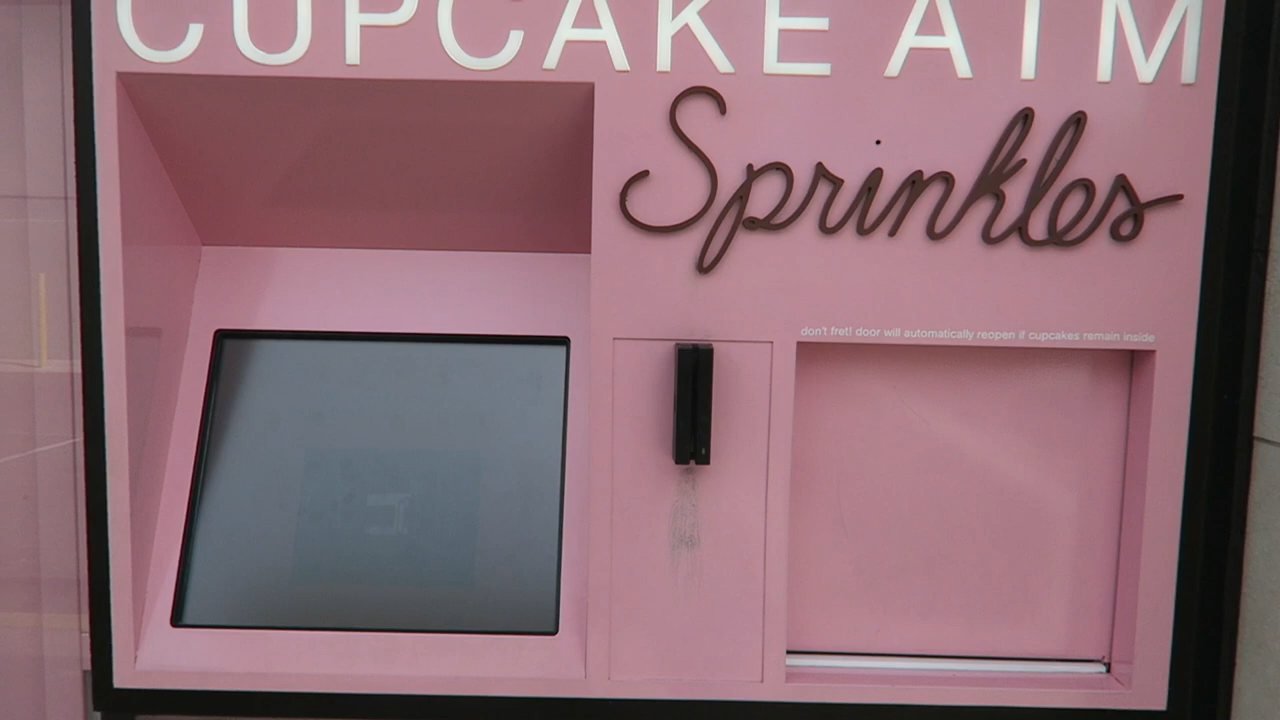 CUPCAKE ATM
Sprinkles
don't fret! door will automatically reopen if cupcakes remain inside